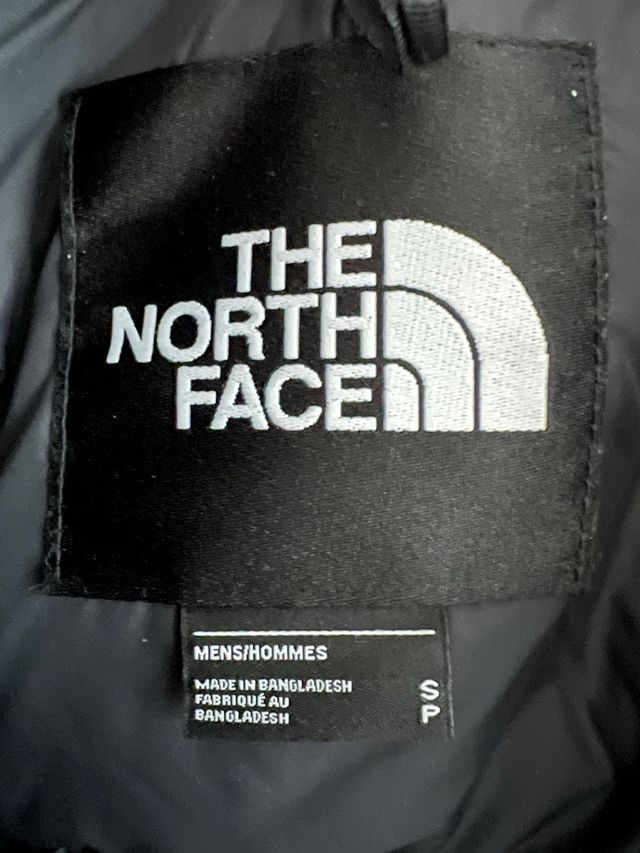 THE
NORTH
FACE
MENS/HOMMES
MADE IN BANGLADESH
FABRIQUÉ AU
BANGLADESH
S
P